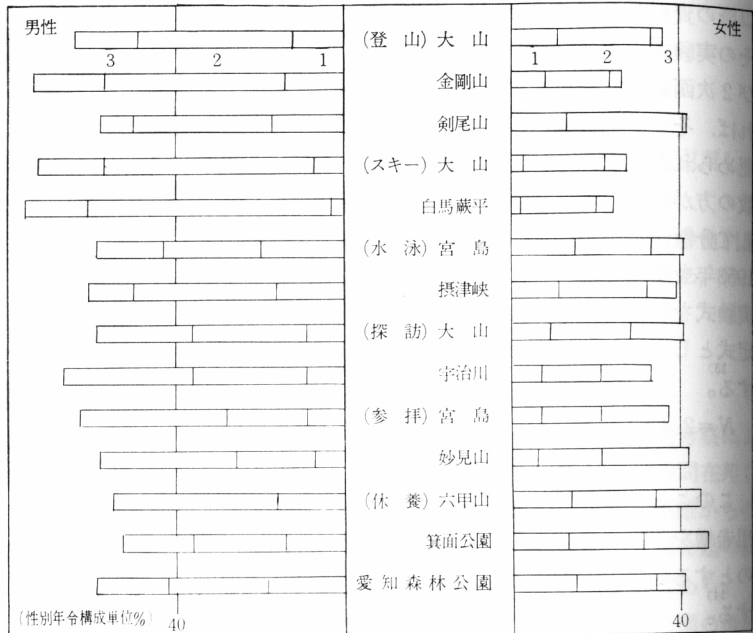 男性 女性
(登 山) 大 山
3 2 1 1 2 3
金剛山
剣尾山
(スキー) 大 山
白馬蕨平
(水 泳) 宮 島
摂津峡
(探 訪) 大 山
宇治川
(参 拝) 宮 島
妙見山
(休 養) 六甲山
箕面公園
愛知森林公園
(性別年令構成単位%) 40 40